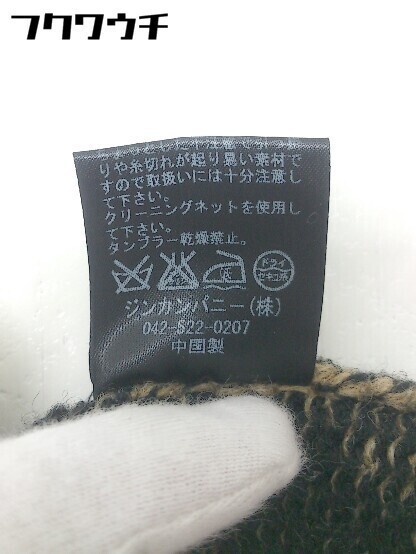 フクワウチ
りや糸切れが起り易い素材で
すので取扱いには十分注意し
て下さい。
クリーニングネットを使用し
て下さい。
タンブラー乾燥禁止。
ドライ
セキユ系
ジンカンパニー(株)
042-522-0207
中国製